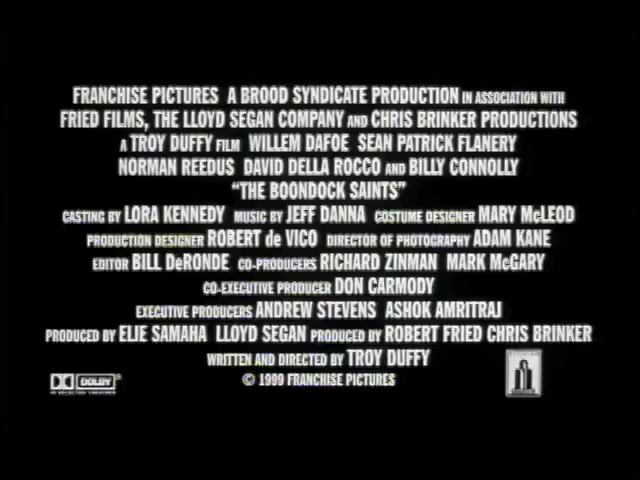 FRANCHISE PICTURES A BROOD SYNDICATE PRODUCTION IN ASSOCIATION WITH
FRIED FILMS, THE LLOYD SEGAN COMPANY AND CHRIS BRINKER PRODUCTIONS
A TROY DUFFY FILM WILLEM DAFOE SEAN PATRICK FLANERY
NORMAN REEDUS DAVID DELLA ROCCO AND BILLY CONNOLLY
“THE BOONDOCK SAINTS”
CASTING BY LORA KENNEDY MUSIC BY JEFF DANNA COSTUME DESIGNER MARY McLEOD
PRODUCTION DESIGNER ROBERT de VICO DIRECTOR OF PHOTOGRAPHY ADAM KANE
EDITOR BILL DeRONDE CO-PRODUCERS RICHARD ZINMAN MARK McGARY
CO-EXECUTIVE PRODUCER DON CARMODY
EXECUTIVE PRODUCERS ANDREW STEVENS ASHOK AMRITRAJ
PRODUCED BY ELIE SAMAHA LLOYD SEGAN PRODUCED BY ROBERT FRIED CHRIS BRINKER
WRITTEN AND DIRECTED BY TROY DUFFY
DOLBY ® © 1999 FRANCHISE PICTURES